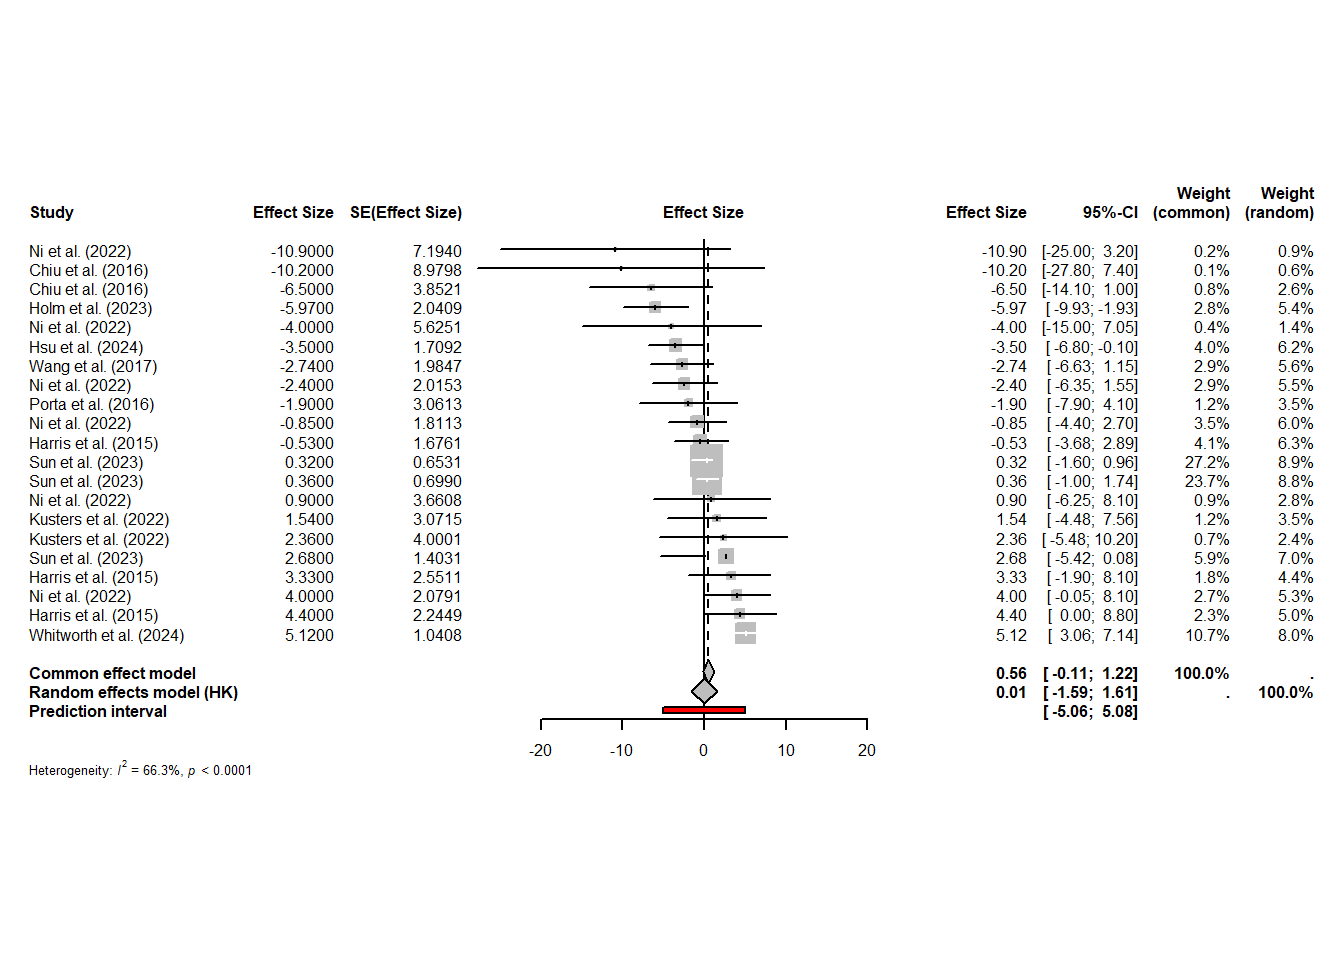 Weight Weight
Study Effect Size SE(Effect Size) Effect Size Effect Size 95%-CI (common) (random)
Ni et al. (2022) -10.9000 7.1940 -10.90 [-25.00; 3.20] 0.2% 0.9%
Chiu et al. (2016) -10.2000 8.9798 -10.20 [-27.80; 7.40] 0.1% 0.6%
Chiu et al. (2016) -6.5000 3.8521 -6.50 [-14.10; 1.00] 0.8% 2.6%
Holm et al. (2023) -5.9700 2.0409 -5.97 [ -9.93; -1.93] 2.8% 5.4%
Ni et al. (2022) -4.0000 5.6251 -4.00 [-15.00; 7.05] 0.4% 1.4%
Hsu et al. (2024) -3.5000 1.7092 -3.50 [ -6.80; -0.10] 4.0% 6.2%
Wang et al. (2017) -2.7400 1.9847 -2.74 [ -6.63; 1.15] 2.9% 5.6%
Ni et al. (2022) -2.4000 2.0153 -2.40 [ -6.35; 1.55] 2.9% 5.5%
Porta et al. (2016) -1.9000 3.0613 -1.90 [ -7.90; 4.10] 1.2% 3.5%
Ni et al. (2022) -0.8500 1.8113 -0.85 [ -4.40; 2.70] 3.5% 6.0%
Harris et al. (2015) -0.5300 1.6761 -0.53 [ -3.68; 2.89] 4.1% 6.3%
Sun et al. (2023) 0.3200 0.6531 0.32 [ -1.60; 0.96] 27.2% 8.9%
Sun et al. (2023) 0.3600 0.6990 0.36 [ -1.00; 1.74] 23.7% 8.8%
Ni et al. (2022) 0.9000 3.6608 0.90 [ -6.25; 8.10] 0.9% 2.8%
Kusters et al. (2022) 1.5400 3.0715 1.54 [ -4.48; 7.56] 1.2% 3.5%
Kusters et al. (2022) 2.3600 4.0001 2.36 [ -5.48; 10.20] 0.7% 2.4%
Sun et al. (2023) 2.6800 1.4031 2.68 [ -5.42; 0.08] 5.9% 7.0%
Harris et al. (2015) 3.3300 2.5511 3.33 [ -1.90; 8.10] 1.8% 4.4%
Ni et al. (2022) 4.0000 2.0791 4.00 [ -0.05; 8.10] 2.7% 5.3%
Harris et al. (2015) 4.4000 2.2449 4.40 [ 0.00; 8.80] 2.3% 5.0%
Whitworth et al. (2024) 5.1200 1.0408 5.12 [ 3.06; 7.14] 10.7% 8.0%
Common effect model 0.56 [ -0.11; 1.22] 100.0% .
Random effects model (HK) 0.01 [ -1.59; 1.61] . 100.0%
Prediction interval [ -5.06; 5.08]
-20 -10 0 10 20
Heterogeneity: I² = 66.3%, p < 0.0001